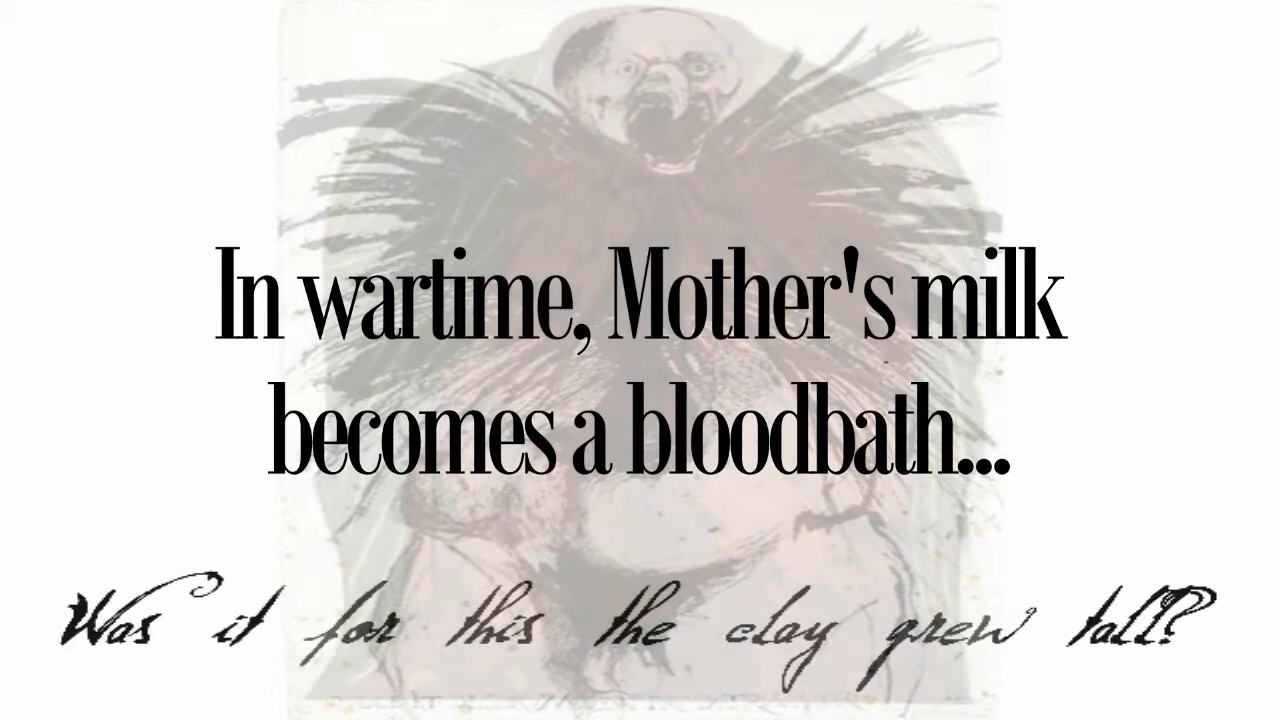 In wartime, Mother's milk
becomes a bloodbath...
Was it for this the clay grew tall?